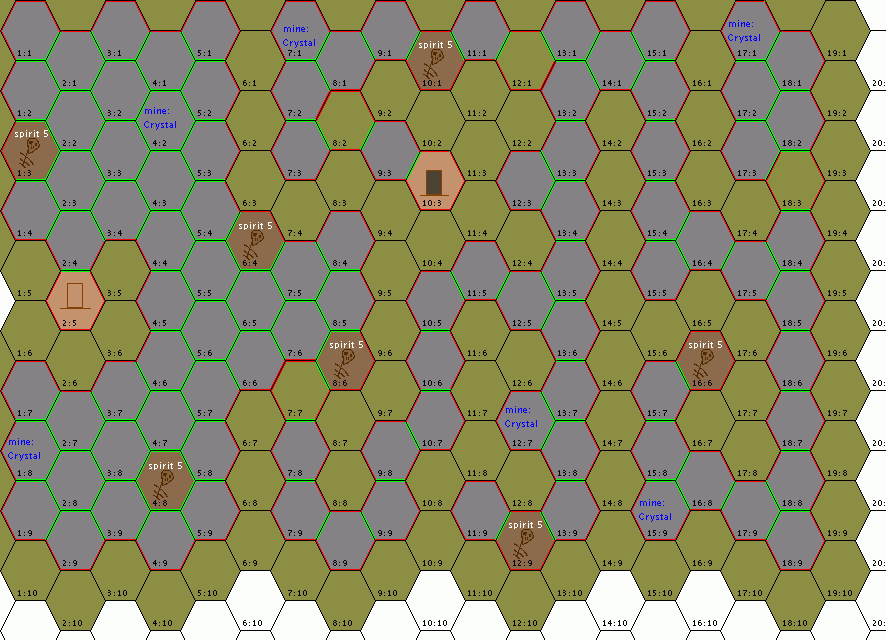 mine:
Crystal
mine:
Crystal
spirit 5
1:1 3:1 5:1 7:1 9:1 11:1 13:1 15:1 17:1 19:1
2:1 4:1 6:1 8:1 10:1 12:1 14:1 16:1 18:1 20:
mine:
Crystal
1:2 3:2 5:2 7:2 9:2 11:2 13:2 15:2 17:2 19:2
spirit 5
2:2 4:2 6:2 8:2 10:2 12:2 14:2 16:2 18:2 20:
1:3 3:3 5:3 7:3 9:3 11:3 13:3 15:3 17:3 19:3
2:3 4:3 6:3 8:3 10:3 12:3 14:3 16:3 18:3 20:
spirit 5
1:4 3:4 5:4 7:4 9:4 11:4 13:4 15:4 17:4 19:4
2:4 4:4 6:4 8:4 10:4 12:4 14:4 16:4 18:4 20:
1:5 3:5 5:5 7:5 9:5 11:5 13:5 15:5 17:5 19:5
2:5 4:5 6:5 8:5 10:5 12:5 14:5 16:5 18:5 20:
spirit 5
spirit 5
1:6 3:6 5:6 7:6 9:6 11:6 13:6 15:6 17:6 19:6
2:6 4:6 6:6 8:6 10:6 12:6 14:6 16:6 18:6 20:
mine:
Crystal
1:7 3:7 5:7 7:7 9:7 11:7 13:7 15:7 17:7 19:7
2:7 4:7 6:7 8:7 10:7 12:7 14:7 16:7 18:7 20:
mine:
Crystal
spirit 5
1:8 3:8 5:8 7:8 9:8 11:8 13:8 15:8 17:8 19:8
2:8 4:8 6:8 8:8 10:8 12:8 14:8 16:8 18:8 20:
mine:
Crystal
spirit 5
1:9 3:9 5:9 7:9 9:9 11:9 13:9 15:9 17:9 19:9
2:9 4:9 6:9 8:9 10:9 12:9 14:9 16:9 18:9 20:
1:10 3:10 5:10 7:10 9:10 11:10 13:10 15:10 17:10 19:10
2:10 4:10 6:10 8:10 10:10 12:10 14:10 16:10 18:10 20: